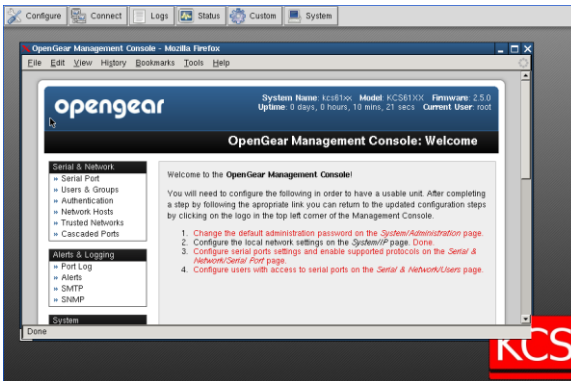 Configure Connect Logs Status Custom System
OpenGear Management Console - Mozilla Firefox
File Edit View History Bookmarks Tools Help
opengear
System Name: kcs61xx Model: KCS61XX Firmware: 2.5.0
Uptime: 0 days, 0 hours, 10 mins, 21 secs Current User: root
OpenGear Management Console: Welcome
Serial & Network
» Serial Port
» Users & Groups
» Authentication
» Network Hosts
» Trusted Networks
» Cascaded Ports
Alerts & Logging
» Port Log
» Alerts
» SMTP
» SNMP
System
Welcome to the OpenGear Management Console!
You will need to configure the following in order to have a usable unit. After completing
a step by following the apropriate link you can return to the updated configuration steps
by clicking on the logo in the top left corner of the Management Console.
1. Change the default administration password on the System/Administration page.
2. Configure the local network settings on the System/IP page. Done.
3. Configure serial ports settings and enable supported protocols on the Serial &
Network/Serial Port page.
4. Configure users with access to serial ports on the Serial & Network/Users page.
Done
KCS